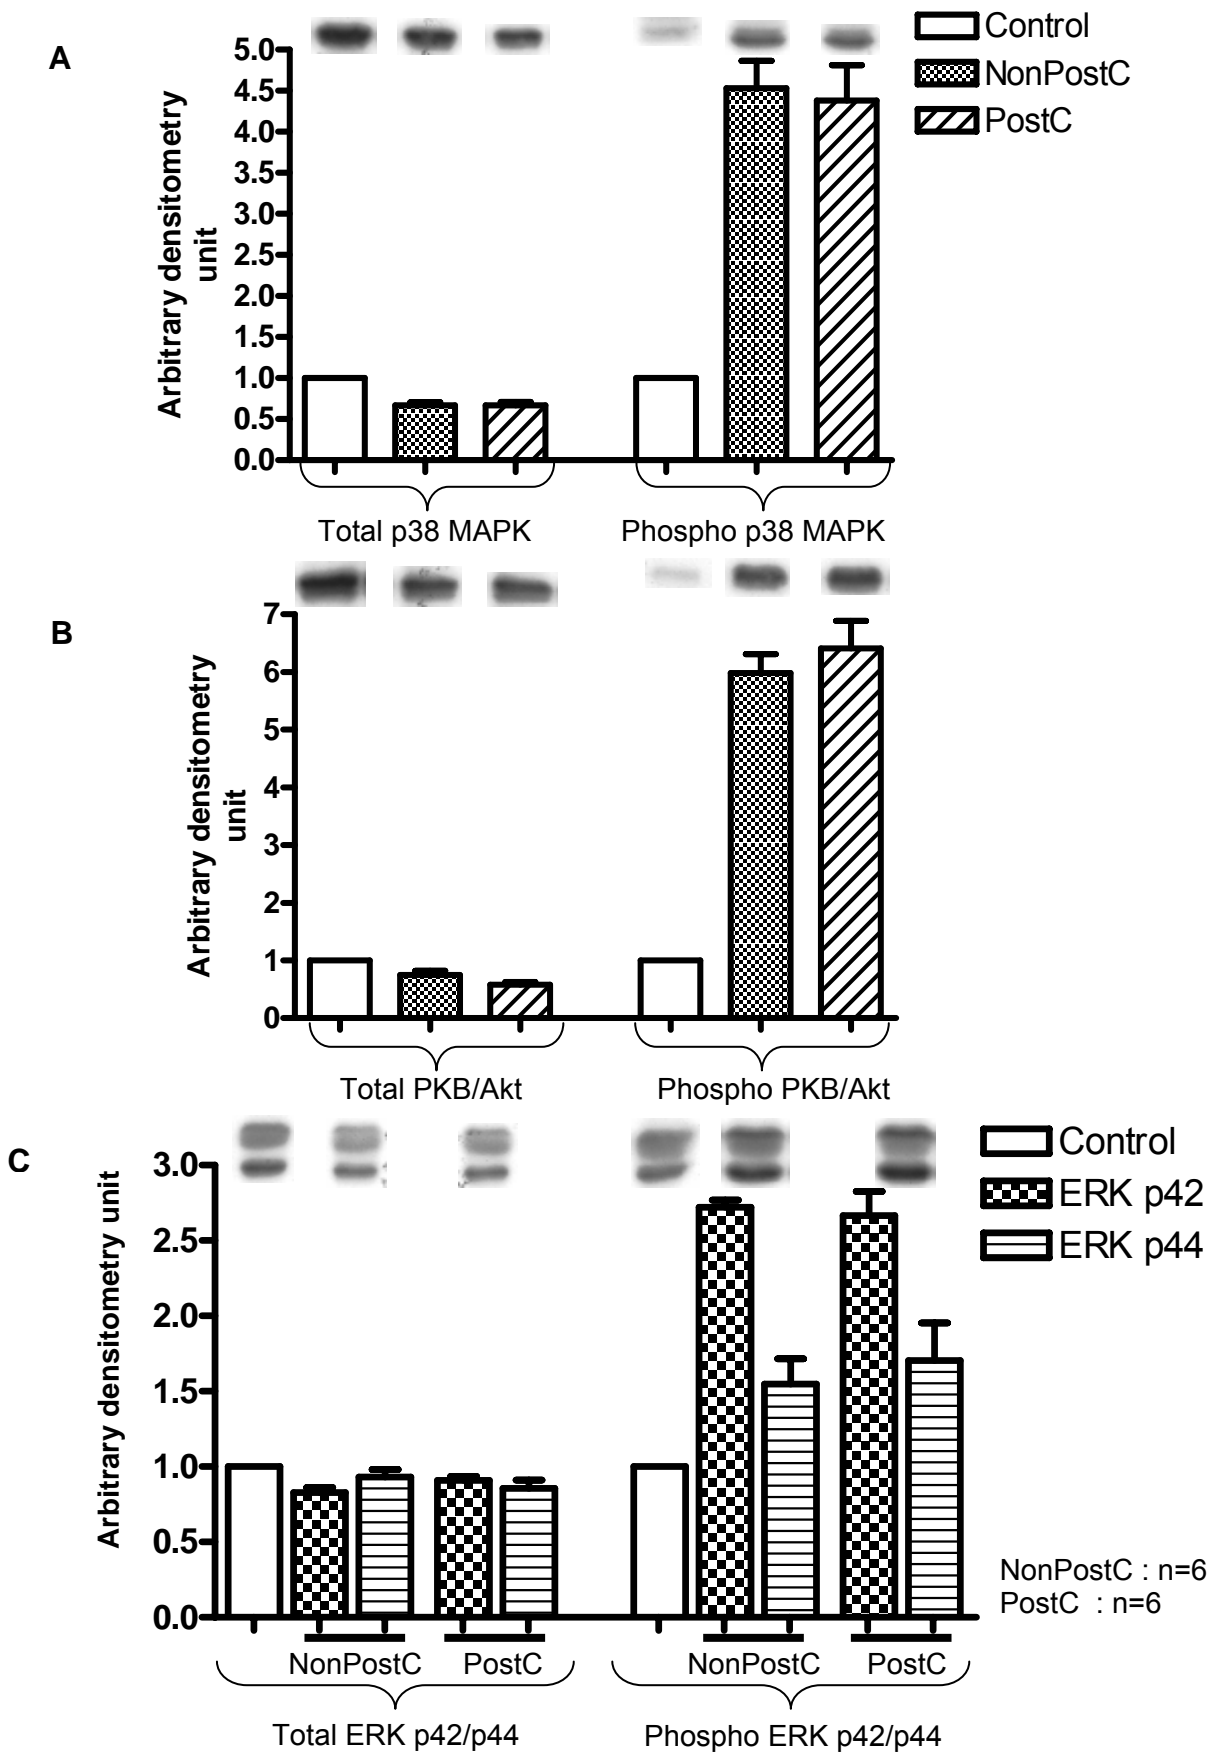 A
Control
NonPostC
PostC
Arbitrary densitometry
unit
5.0
4.5
4.0
3.5
3.0
2.5
2.0
1.5
1.0
0.5
0.0
Total p38 MAPK
Phospho p38 MAPK
B
Arbitrary densitometry
unit
7
6
5
4
3
2
1
0
Total PKB/Akt
Phospho PKB/Akt
C
Control
ERK p42
ERK p44
Arbitrary densitometry unit
3.0
2.5
2.0
1.5
1.0
0.5
0.0
NonPostC : n=6
PostC : n=6
NonPostC PostC NonPostC PostC
Total ERK p42/p44
Phospho ERK p42/p44